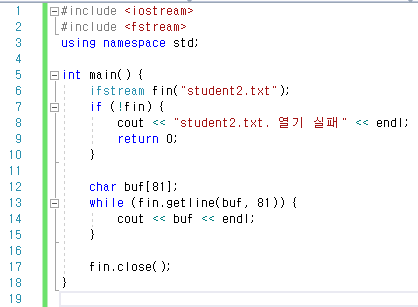 1 #include <iostream>
2 #include <fstream>
3 using namespace std;
4
5 int main() {
6 ifstream fin("student2.txt");
7 if (!fin) {
8 cout << "student2.txt. 열기 실패" << endl;
9 return 0;
10 }
11
12 char buf[81];
13 while (fin.getline(buf, 81)) {
14 cout << buf << endl;
15 }
16
17 fin.close();
18 }
19